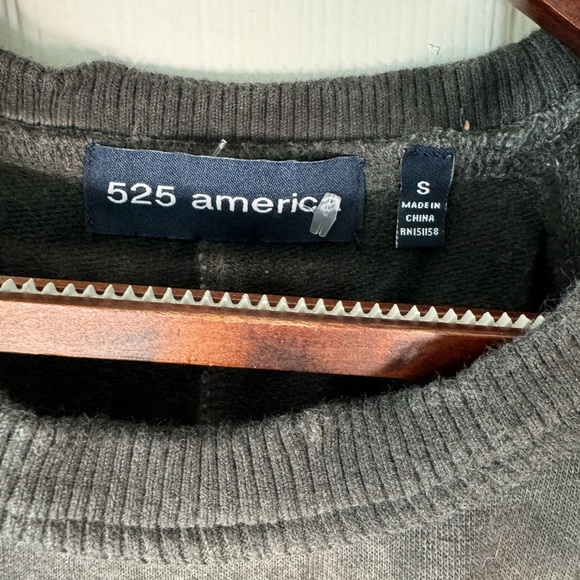 525 america
S
MADE IN
CHINA
RN151158